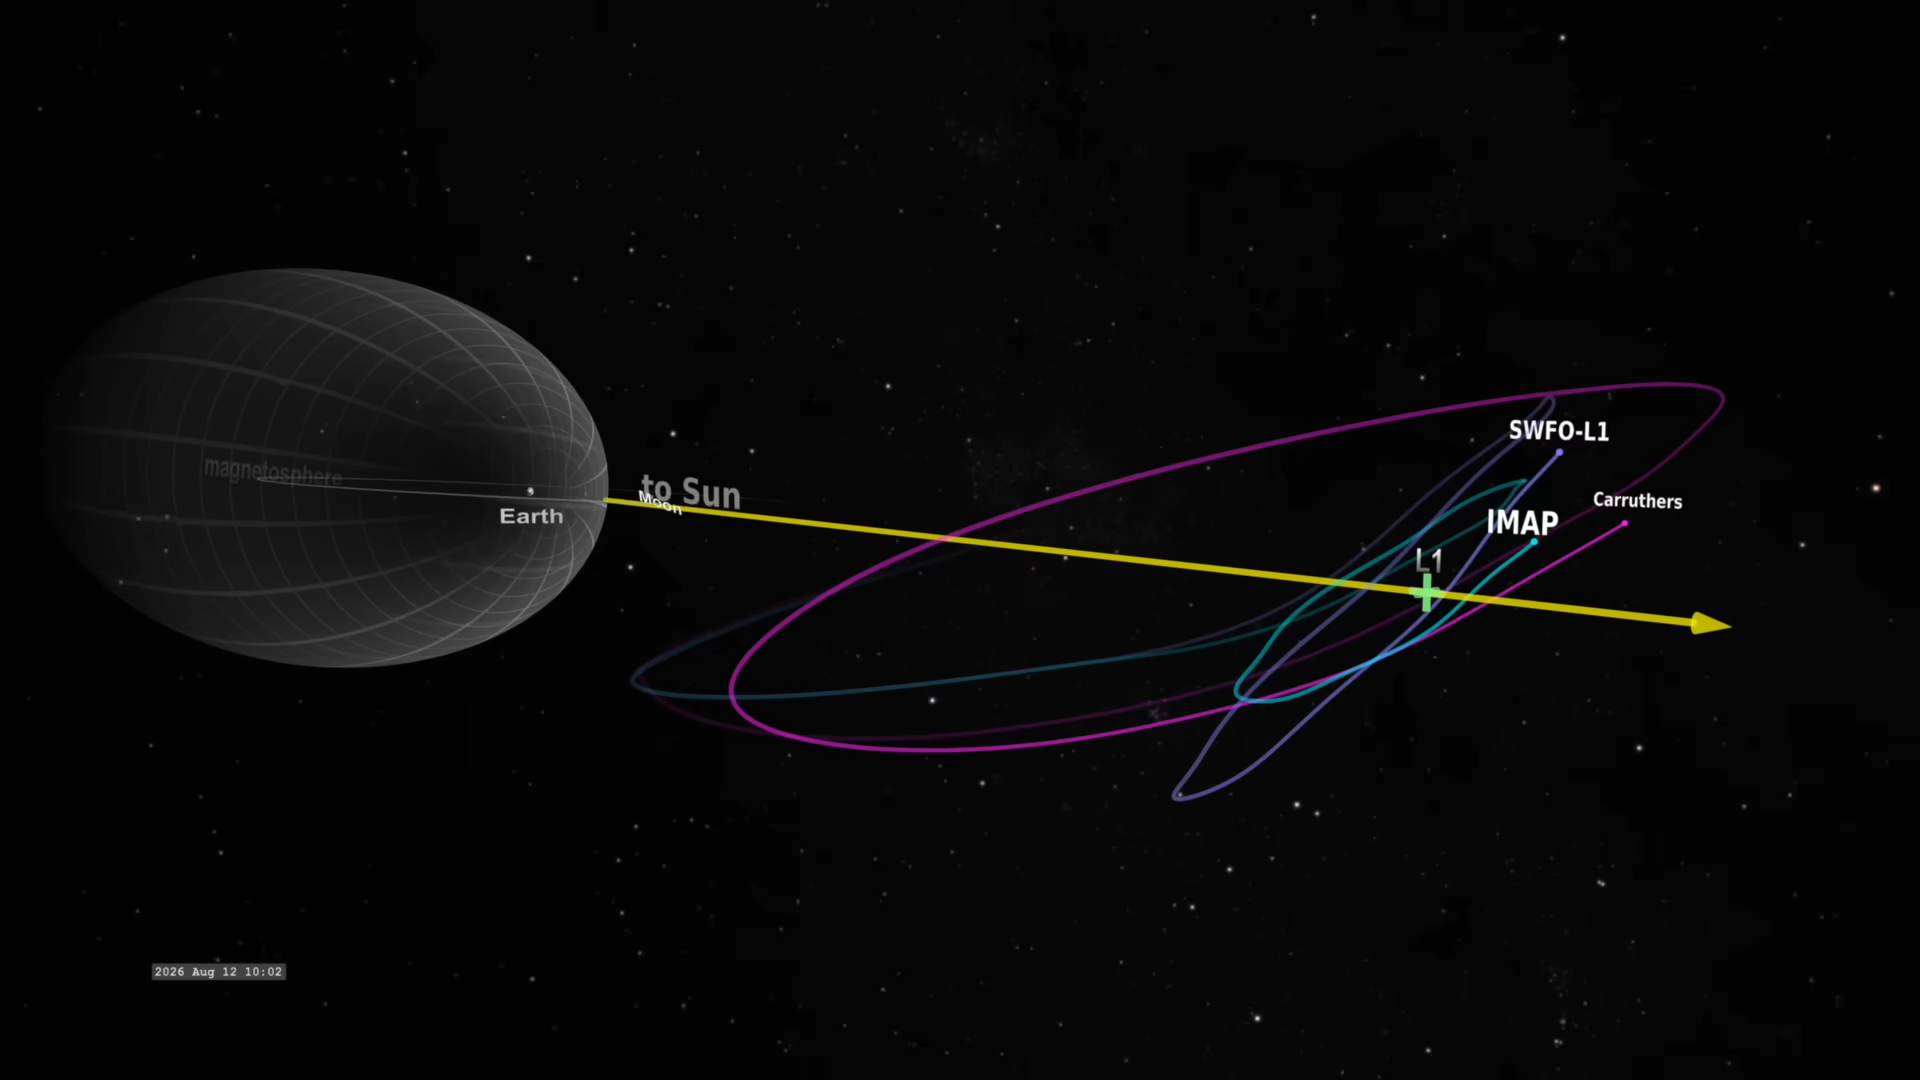 SWFO-L1
magnetosphere
to Sun
Moon
Carruthers
Earth
IMAP
L1
2026 Aug 12 10:02